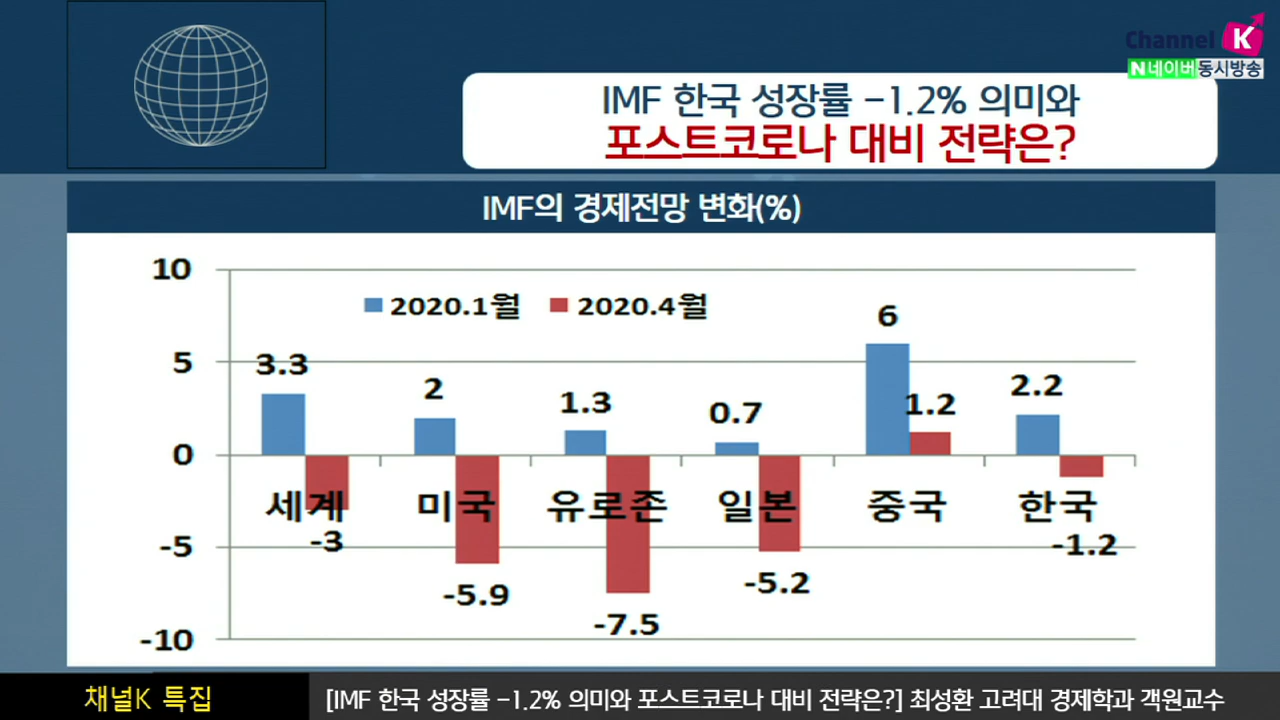 Channel K
N 네이버 동시방송
IMF 한국 성장률 -1.2% 의미와
포스트코로나 대비 전략은?
IMF의 경제전망 변화(%)
10
2020.1월 2020.4월
6
5
3.3
2
1.3
0.7
1.2
2.2
0
세계 미국 유로존 일본 중국 한국
-3
-5
-1.2
-5.9
-5.2
-7.5
-10
채널K 특집
[IMF 한국 성장률 -1.2% 의미와 포스트코로나 대비 전략은?] 최성환 고려대 경제학과 객원교수